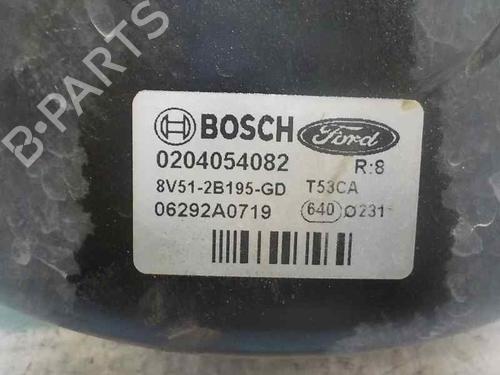 B-PARTS
BOSCH Ford
0204054082 R:8
8V51-2B195-GD T53CA
06292A0719 640 Ø231